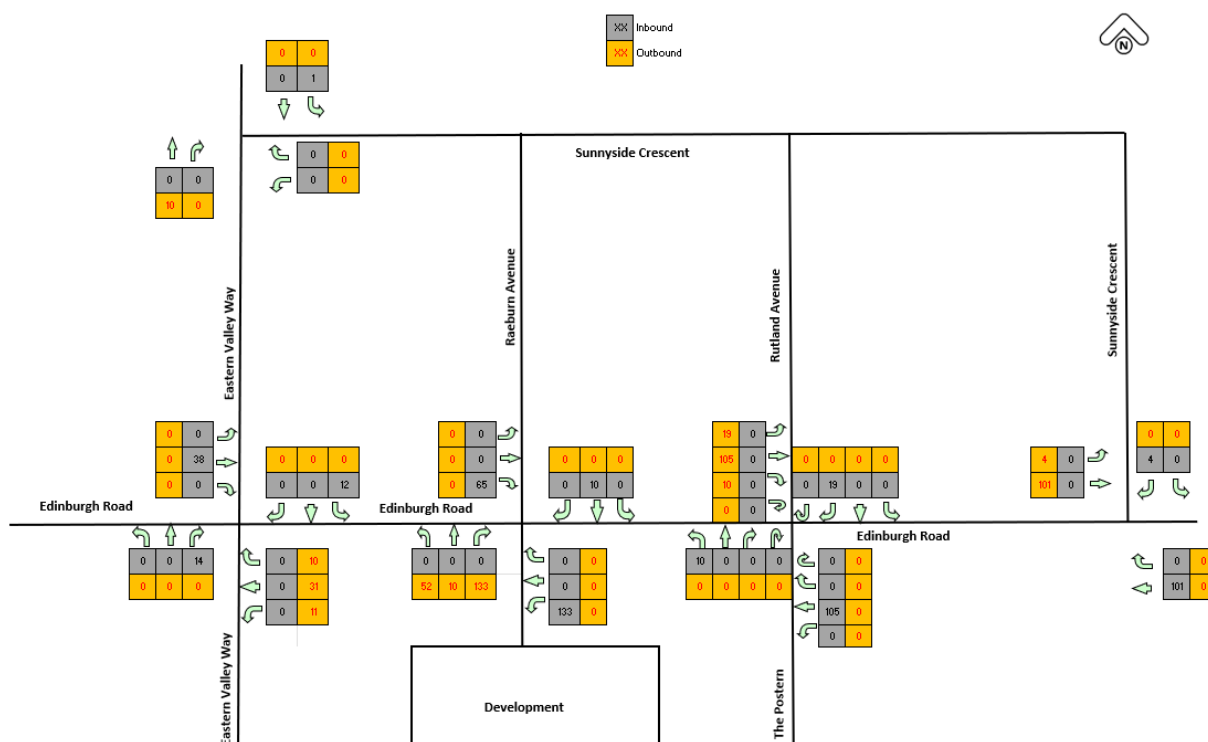 XX Inbound
XX Outbound
N
0 0
0 1
0 0
0 0
Sunnyside Crescent
0 0
10 0
Eastern Valley Way
Raeburn Avenue
Rutland Avenue
Sunnyside Crescent
0 0
0 38
0 0
0 0 0
0 0 12
0 0
0 0
0 65
0 0 0
0 10 0
19 0
105 0
10 0
0 0
0 0 0 0
0 19 0 0
4 0
101 0
0 0
4 0
Edinburgh Road
Edinburgh Road
Edinburgh Road
0 0 14
0 0 0
0 10
0 31
0 11
0 0 0
52 10 133
0 0
0 0
133 0
10 0 0 0
0 0 0 0
0 0
0 0
105 0
0 0
0 0
101 0
Eastern Valley Way
Development
The Postern